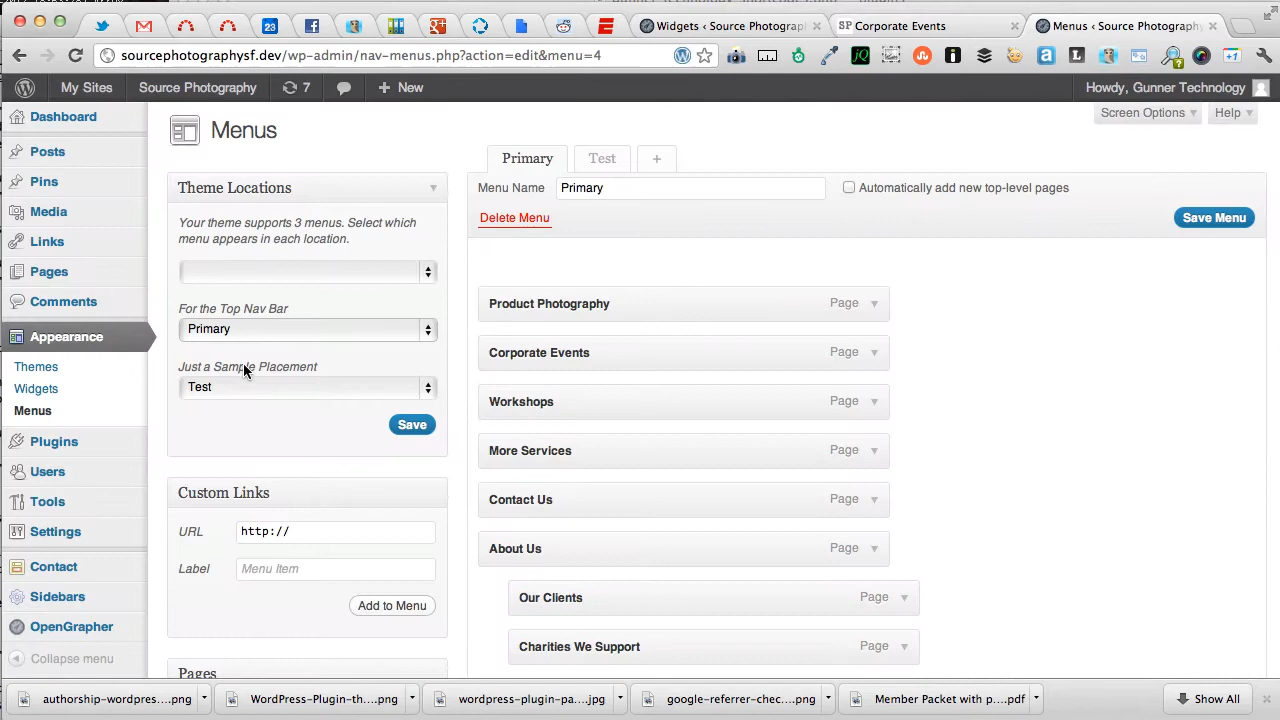 Widgets ‹ Source Photograp
Corporate Events
Menus ‹ Source Photography
sourcephotographysf.dev/wp-admin/nav-menus.php?action=edit&menu=4
My Sites
Source Photography
7
+ New
Howdy, Gunner Technology
Screen Options
Help
Dashboard
Posts
Pins
Media
Links
Pages
Comments
Appearance
Themes
Widgets
Menus
Plugins
Users
Tools
Settings
Contact
Sidebars
OpenGrapher
Collapse menu
Menus
Theme Locations
Your theme supports 3 menus. Select which
menu appears in each location.
For the Top Nav Bar
Primary
Just a Sample Placement
Test
Save
Custom Links
URL
http://
Label
Menu Item
Add to Menu
Pages
Primary
Test
+
Menu Name
Primary
Automatically add new top-level pages
Delete Menu
Save Menu
Product Photography
Page
Corporate Events
Page
Workshops
Page
More Services
Page
Contact Us
Page
About Us
Page
Our Clients
Page
Charities We Support
Page
authorship-wordpres....png
WordPress-Plugin-th....png
wordpress-plugin-pa....jpg
google-referrer-chec....png
Member Packet with p....pdf
Show All